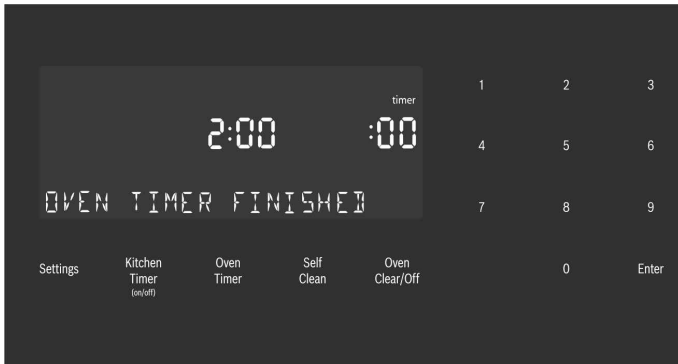 timer
2:00 :00
OVEN TIMER FINISHED
Settings
Kitchen Timer (on/off)
Oven Timer
Self Clean
Oven Clear/Off
1 2 3
4 5 6
7 8 9
0 Enter